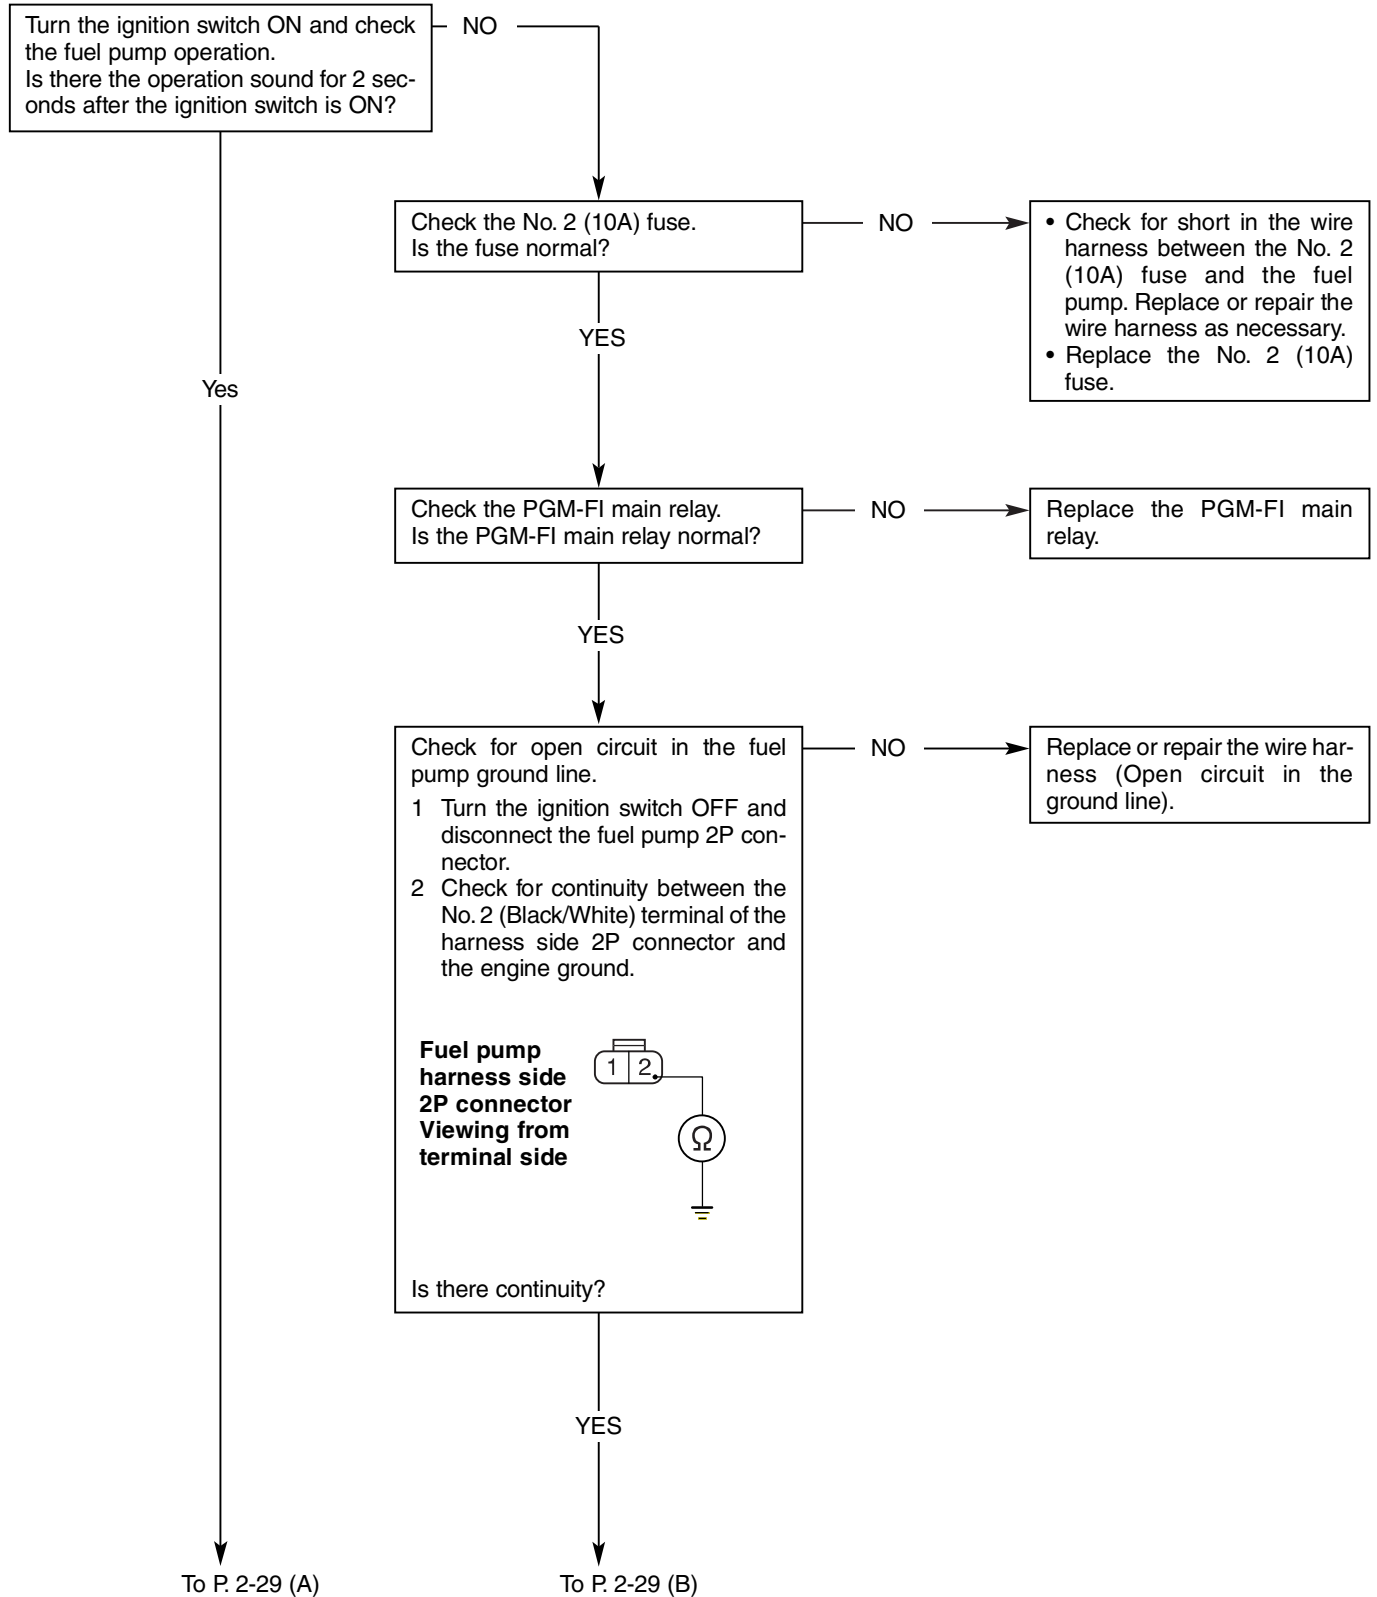 Turn the ignition switch ON and check
the fuel pump operation.
Is there the operation sound for 2 sec-
onds after the ignition switch is ON?
NO
Check the No. 2 (10A) fuse.
Is the fuse normal?
NO
• Check for short in the wire
harness between the No. 2
(10A) fuse and the fuel
pump. Replace or repair the
wire harness as necessary.
• Replace the No. 2 (10A)
fuse.
YES
Yes
Check the PGM-FI main relay.
Is the PGM-FI main relay normal?
NO
Replace the PGM-FI main
relay.
YES
Check for open circuit in the fuel
pump ground line.
1 Turn the ignition switch OFF and
disconnect the fuel pump 2P con-
nector.
2 Check for continuity between the
No. 2 (Black/White) terminal of the
harness side 2P connector and
the engine ground.
NO
Replace or repair the wire har-
ness (Open circuit in the
ground line).
Fuel pump
harness side
2P connector
Viewing from
terminal side
1 2
Ω
Is there continuity?
YES
To P. 2-29 (A)
To P. 2-29 (B)